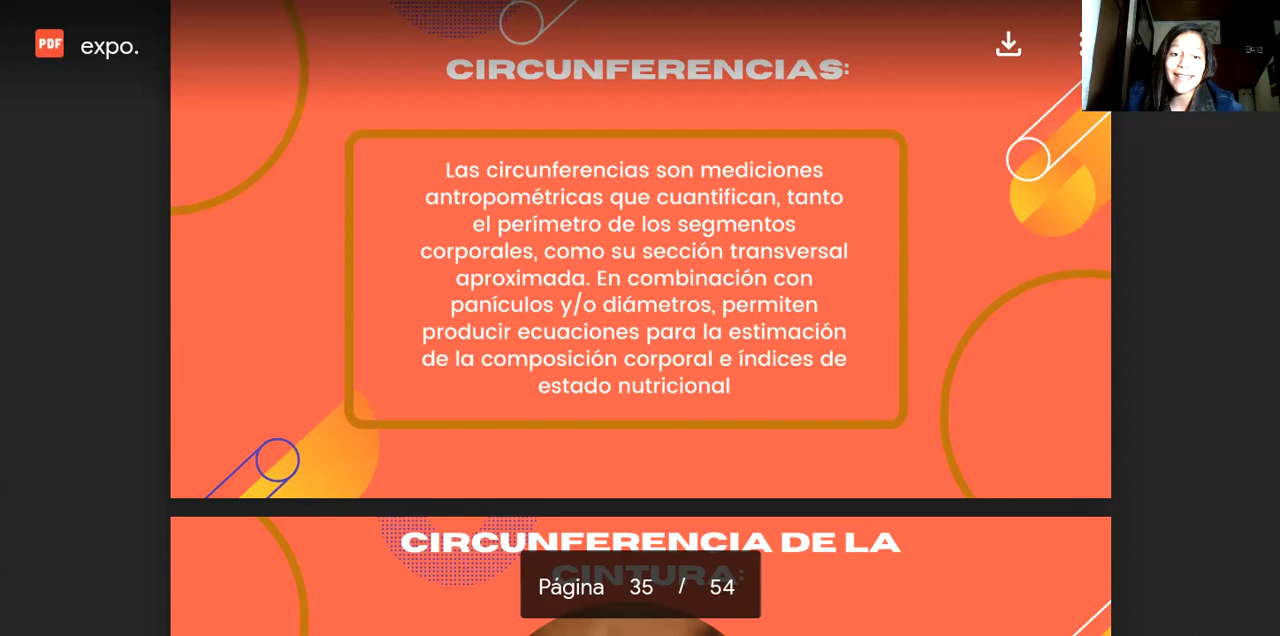 PDF expo.
CIRCUNFERENCIAS:
Las circunferencias son mediciones
antropométricas que cuantifican, tanto
el perímetro de los segmentos
corporales, como su sección transversal
aproximada. En combinación con
panículos y/o diámetros, permiten
producir ecuaciones para la estimación
de la composición corporal e índices de
estado nutricional
CIRCUNFERENCIA DE LA
CINTURA:
Página 35 / 54